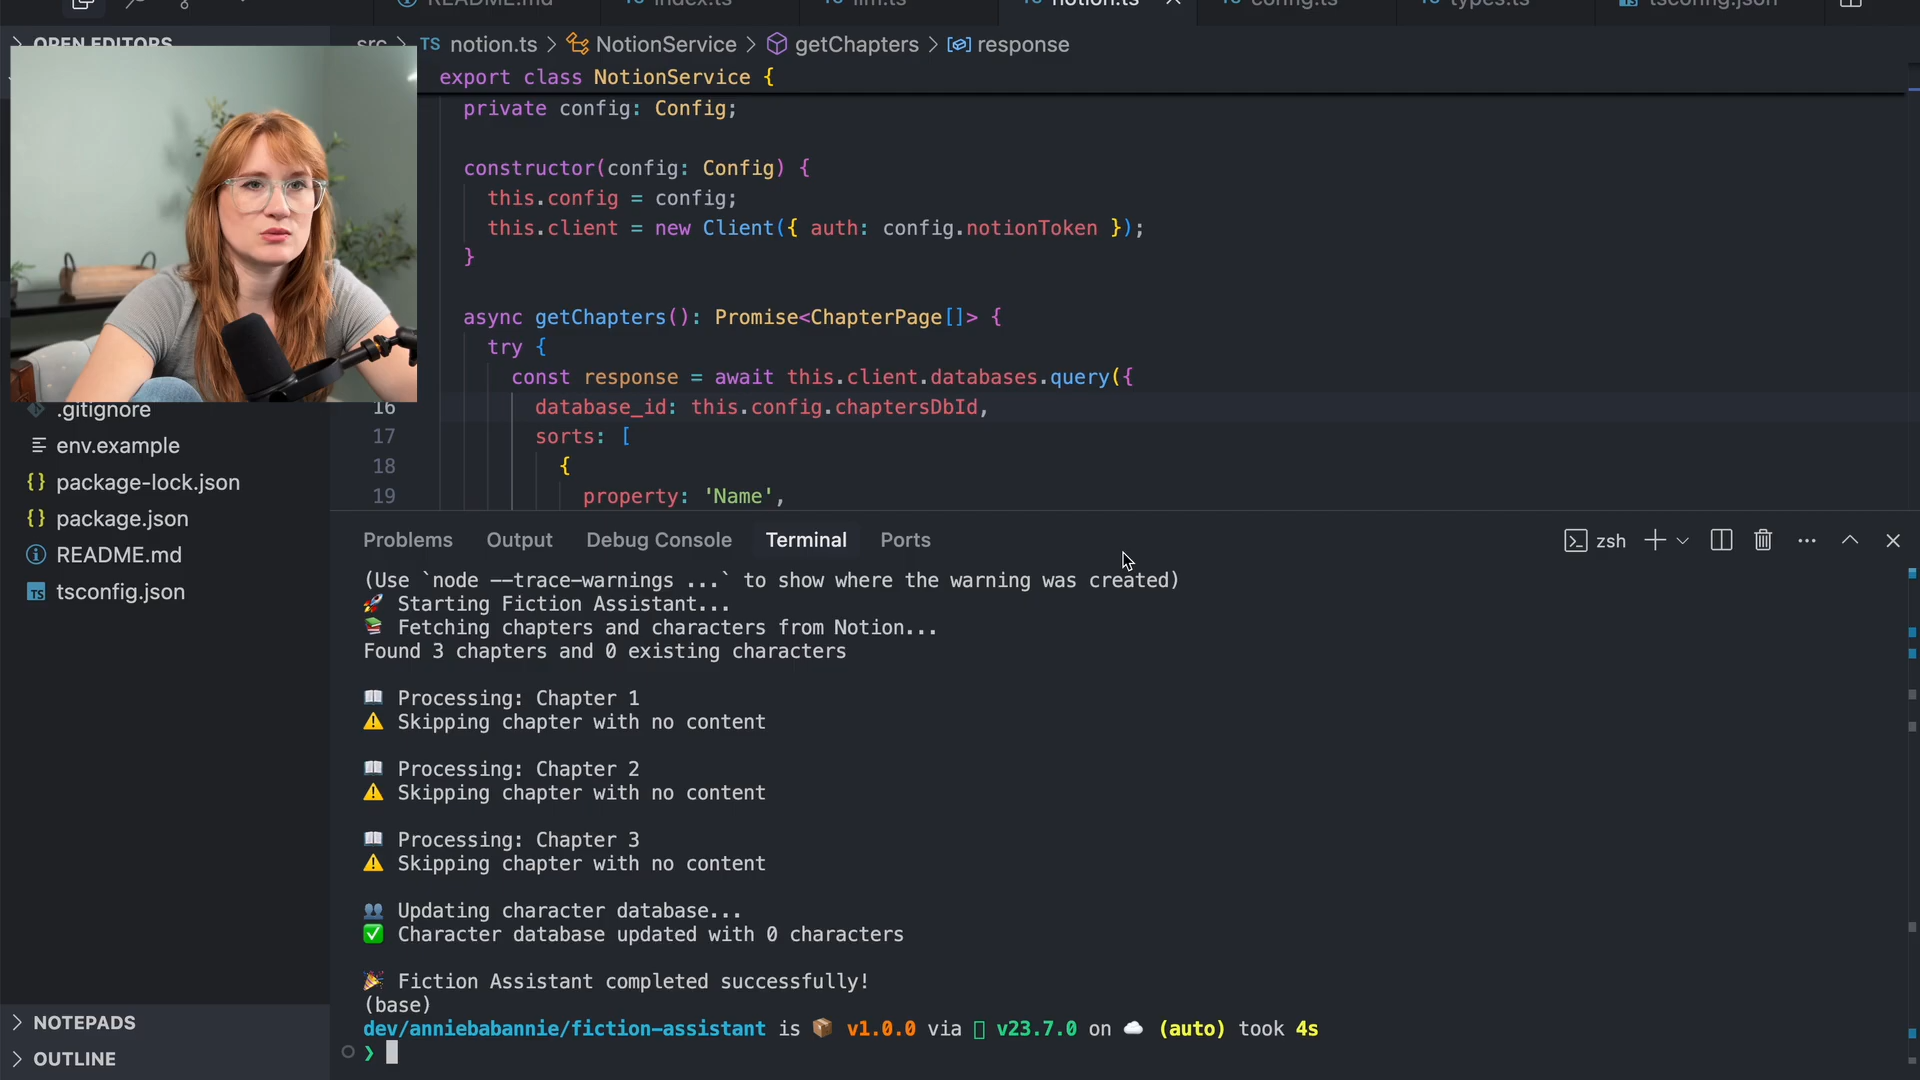 README.md index.ts llm.ts notion.ts config.ts types.ts tsconfig.json
OPEN EDITORS
src > TS notion.ts > NotionService > getChapters > response
export class NotionService {
private config: Config;
constructor(config: Config) {
this.config = config;
this.client = new Client({ auth: config.notionToken });
}
async getChapters(): Promise<ChapterPage[]> {
try {
const response = await this.client.databases.query({
16 database_id: this.config.chaptersDbId,
17 sorts: [
18 {
19 property: 'Name',
.gitignore
env.example
{} package-lock.json
{} package.json
README.md
TS tsconfig.json
NOTEPADS
OUTLINE
Problems Output Debug Console Terminal Ports zsh
(Use `node --trace-warnings ...` to show where the warning was created)
🚀 Starting Fiction Assistant...
📚 Fetching chapters and characters from Notion...
Found 3 chapters and 0 existing characters
📖 Processing: Chapter 1
⚠️ Skipping chapter with no content
📖 Processing: Chapter 2
⚠️ Skipping chapter with no content
📖 Processing: Chapter 3
⚠️ Skipping chapter with no content
👥 Updating character database...
✅ Character database updated with 0 characters
🎉 Fiction Assistant completed successfully!
(base)
dev/anniebabannie/fiction-assistant is 📦 v1.0.0 via v23.7.0 on ☁️ (auto) took 4s
❯